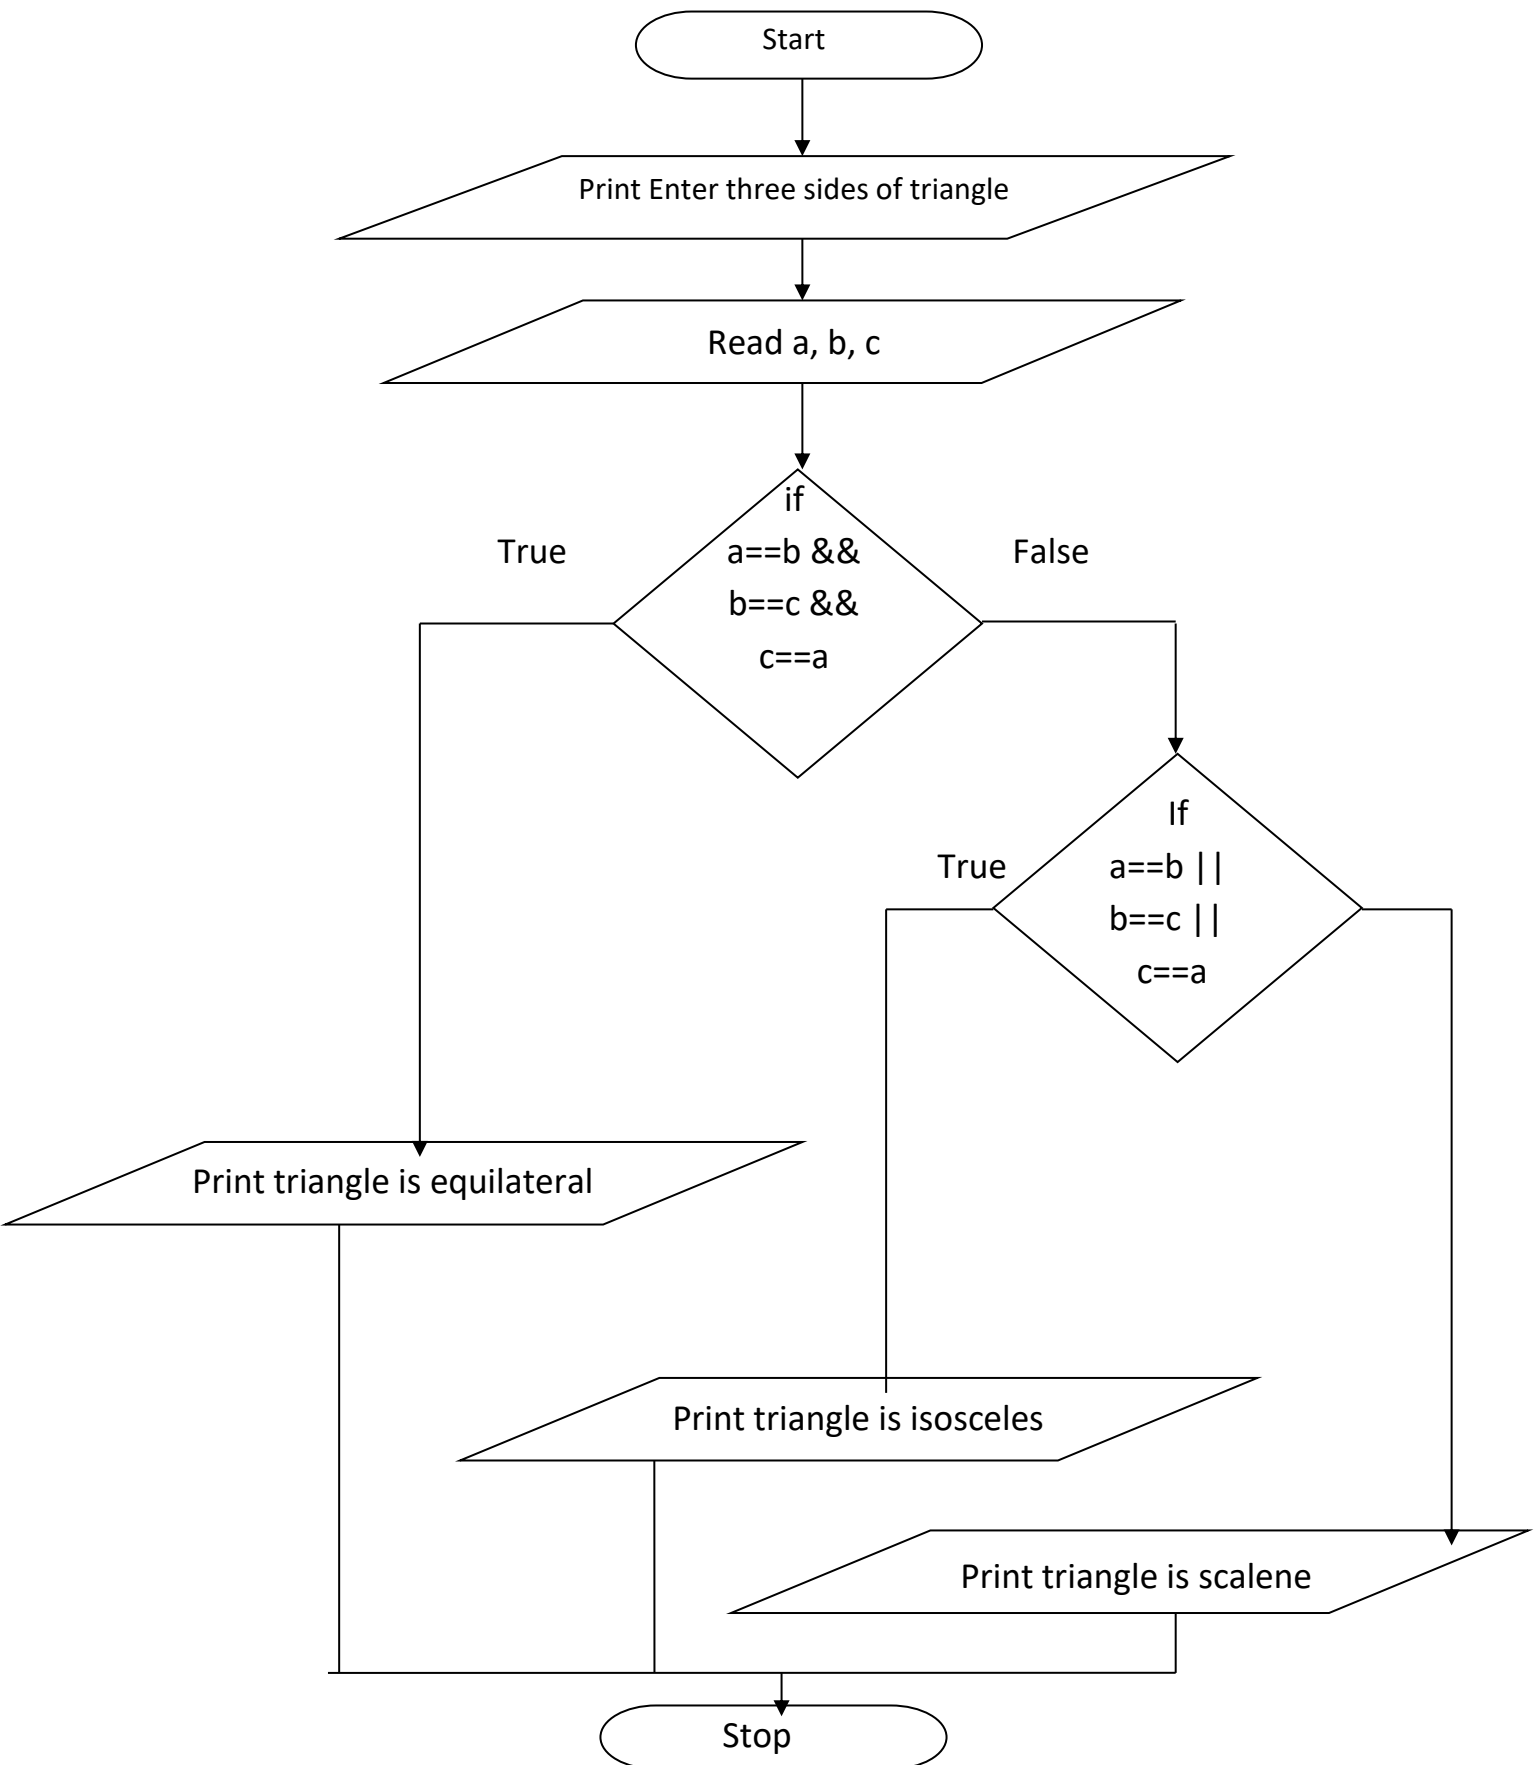 Start
Print Enter three sides of triangle
Read a, b, c
if
True
a==b &&
False
b==c &&
c==a
If
True
a==b ||
b==c ||
c==a
Print triangle is equilateral
Print triangle is isosceles
Print triangle is scalene
Stop